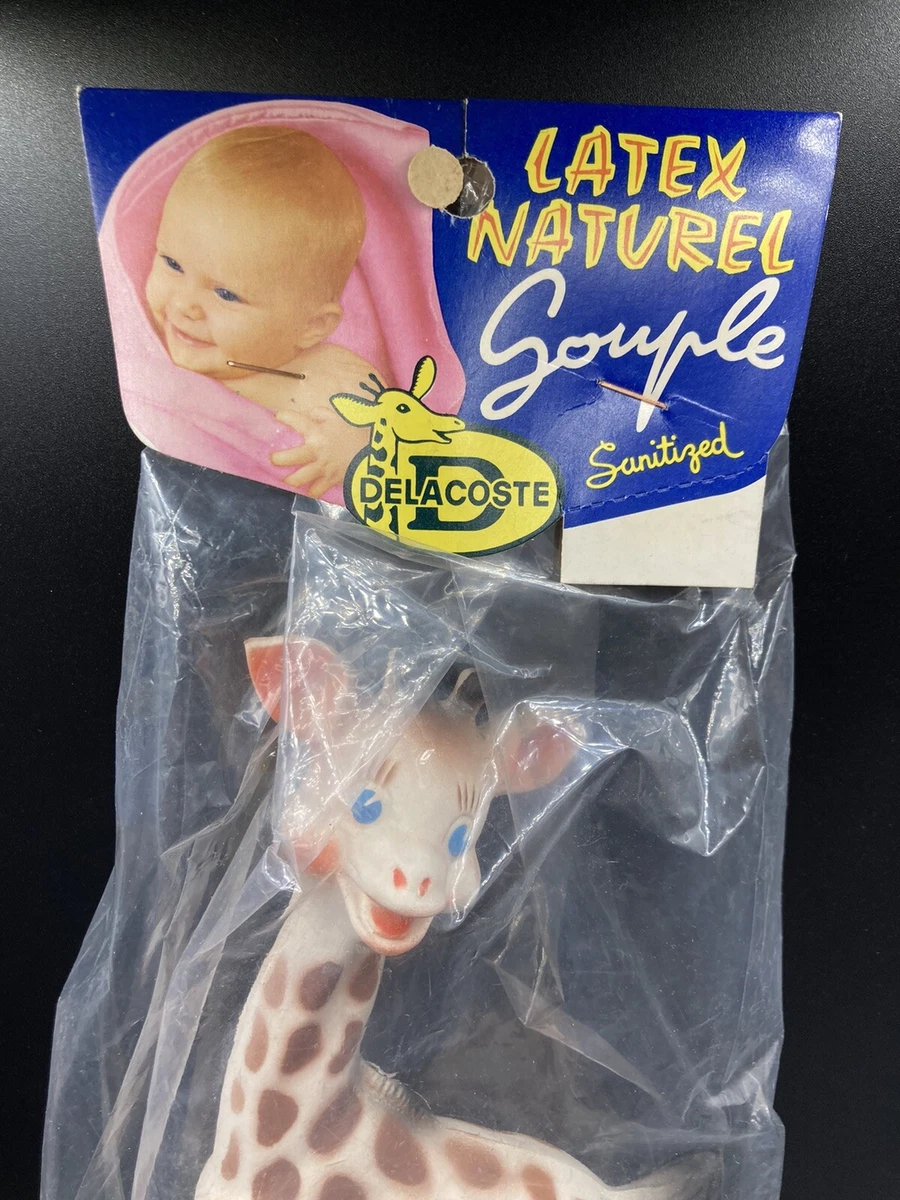 LATEX
NATUREL
Souple
Sanitized
D
DELACOSTE